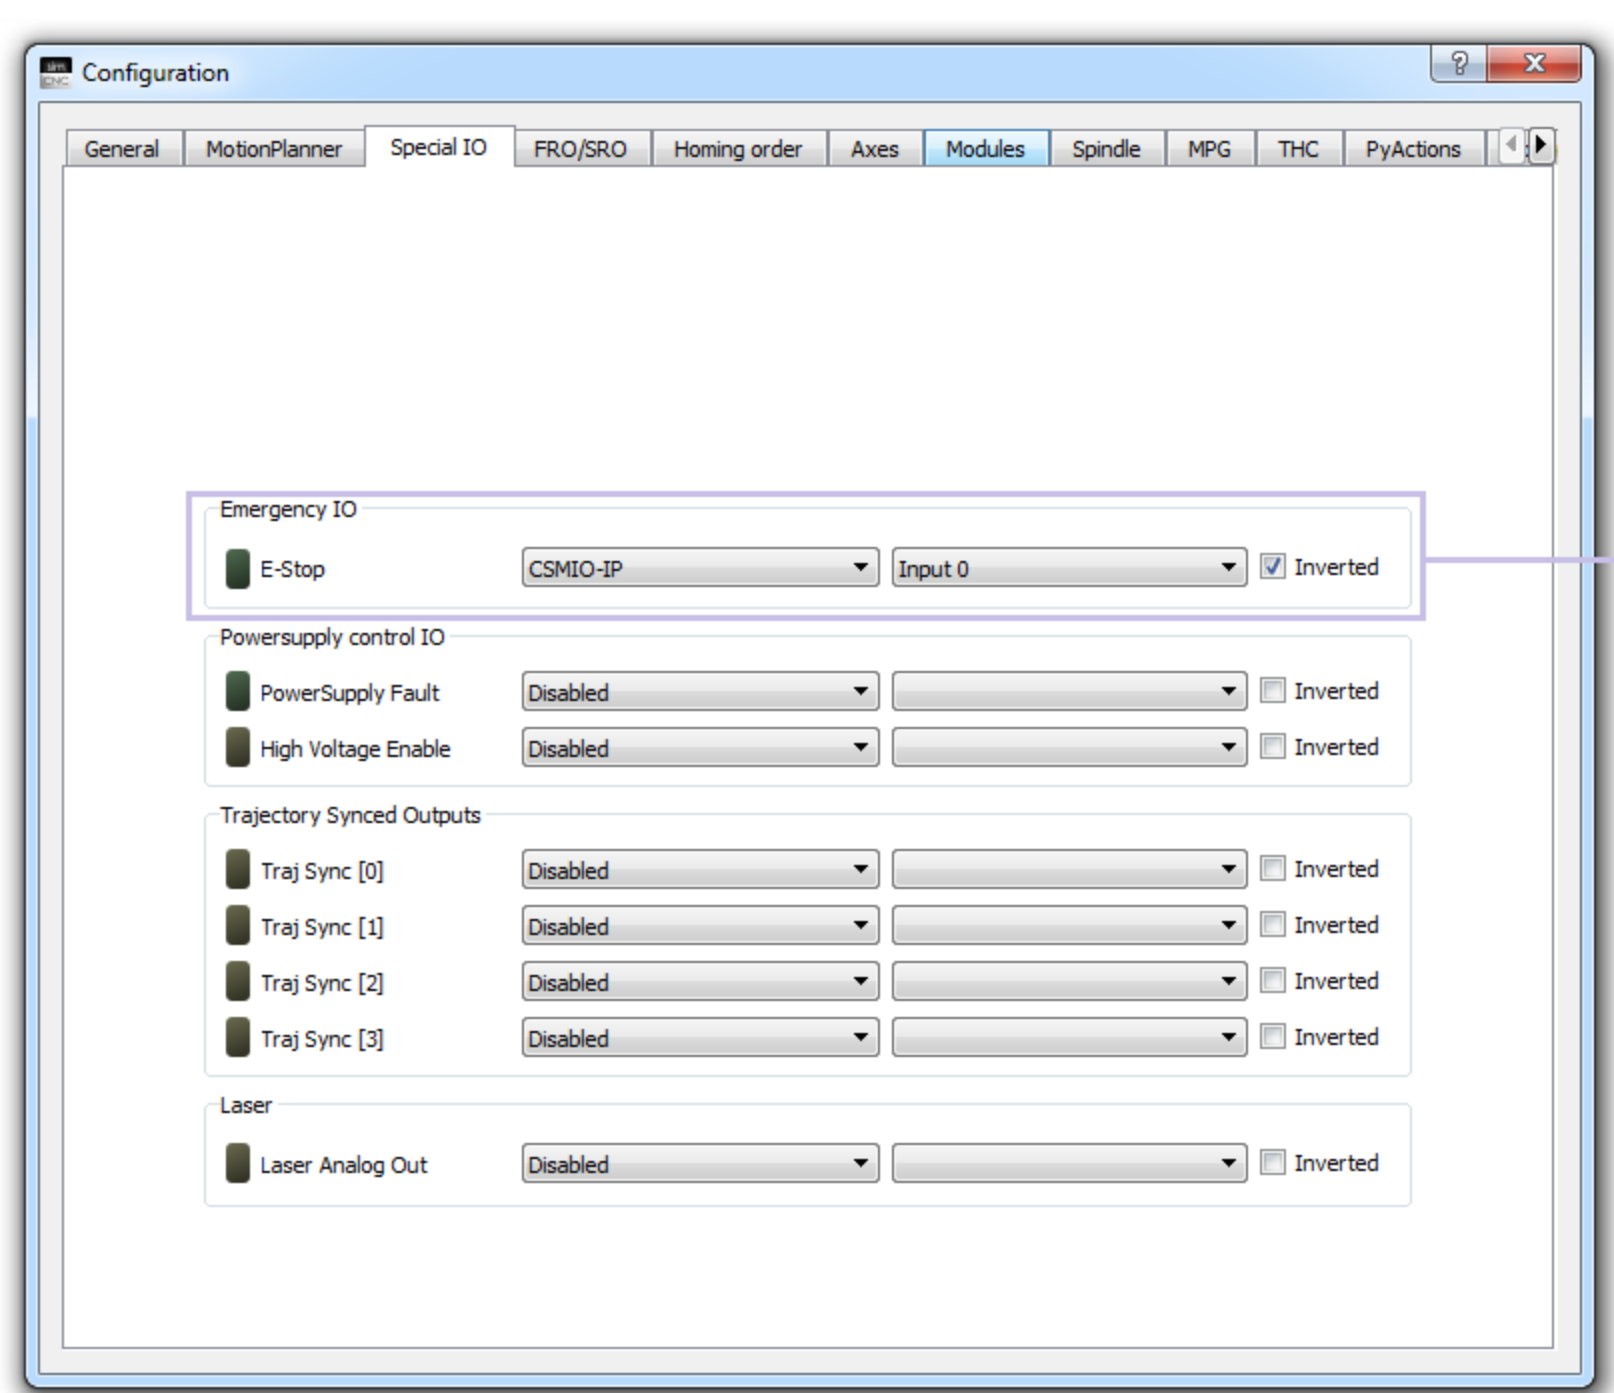 sim
CNC
Configuration
?
X
General MotionPlanner Special IO FRO/SRO Homing order Axes Modules Spindle MPG THC PyActions
Emergency IO
E-Stop CSMIO-IP Input 0 Inverted
Powersupply control IO
PowerSupply Fault Disabled Inverted
High Voltage Enable Disabled Inverted
Trajectory Synced Outputs
Traj Sync [0] Disabled Inverted
Traj Sync [1] Disabled Inverted
Traj Sync [2] Disabled Inverted
Traj Sync [3] Disabled Inverted
Laser
Laser Analog Out Disabled Inverted